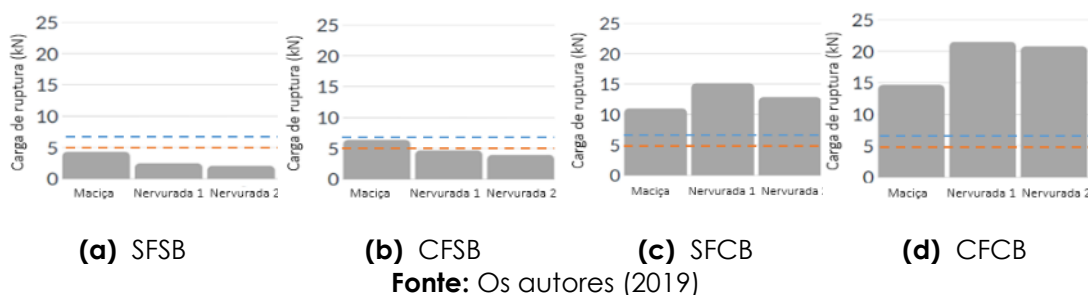 Carga de ruptura (kN)
25
20
15
10
5
0
Maciça Nervurada 1 Nervurada 2
(a) SFSB
Carga de ruptura (kN)
25
20
15
10
5
0
Maciça Nervurada 1 Nervurada 2
(b) CFSB
Carga de ruptura (kN)
25
20
15
10
5
0
Maciça Nervurada 1 Nervurada
(c) SFCB
Carga de ruptura (kN)
25
20
15
10
5
0
Maciça Nervurada 1 Nervurada 2
(d) CFCB
Fonte: Os autores (2019)